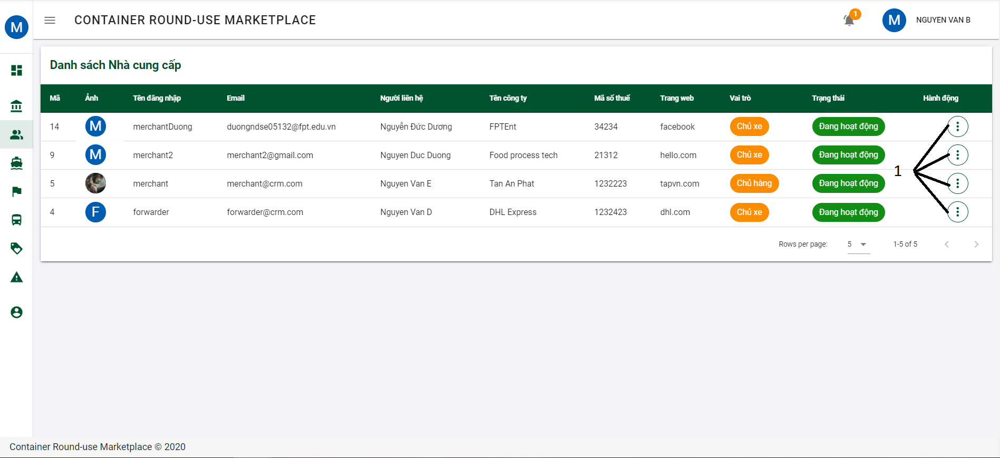 M CONTAINER ROUND-USE MARKETPLACE 1 M NGUYEN VAN B
Danh sách Nhà cung cấp
Mã Ảnh Tên đăng nhập Email Người liên hệ Tên công ty Mã số thuế Trang web Vai trò Trạng thái Hành động
14 M merchantDuong duongndse05132@fpt.edu.vn Nguyễn Đức Dương FPTEnt 34234 facebook Chủ xe Đang hoạt động
9 M merchant2 merchant2@gmail.com Nguyen Duc Duong Food process tech 21312 hello.com Chủ xe Đang hoạt động
1
5 merchant merchant@crm.com Nguyen Van E Tan An Phat 1232223 tapvn.com Chủ hàng Đang hoạt động
4 F forwarder forwarder@crm.com Nguyen Van D DHL Express 1232423 dhl.com Chủ xe Đang hoạt động
Rows per page: 5 1-5 of 5
Container Round-use Marketplace © 2020